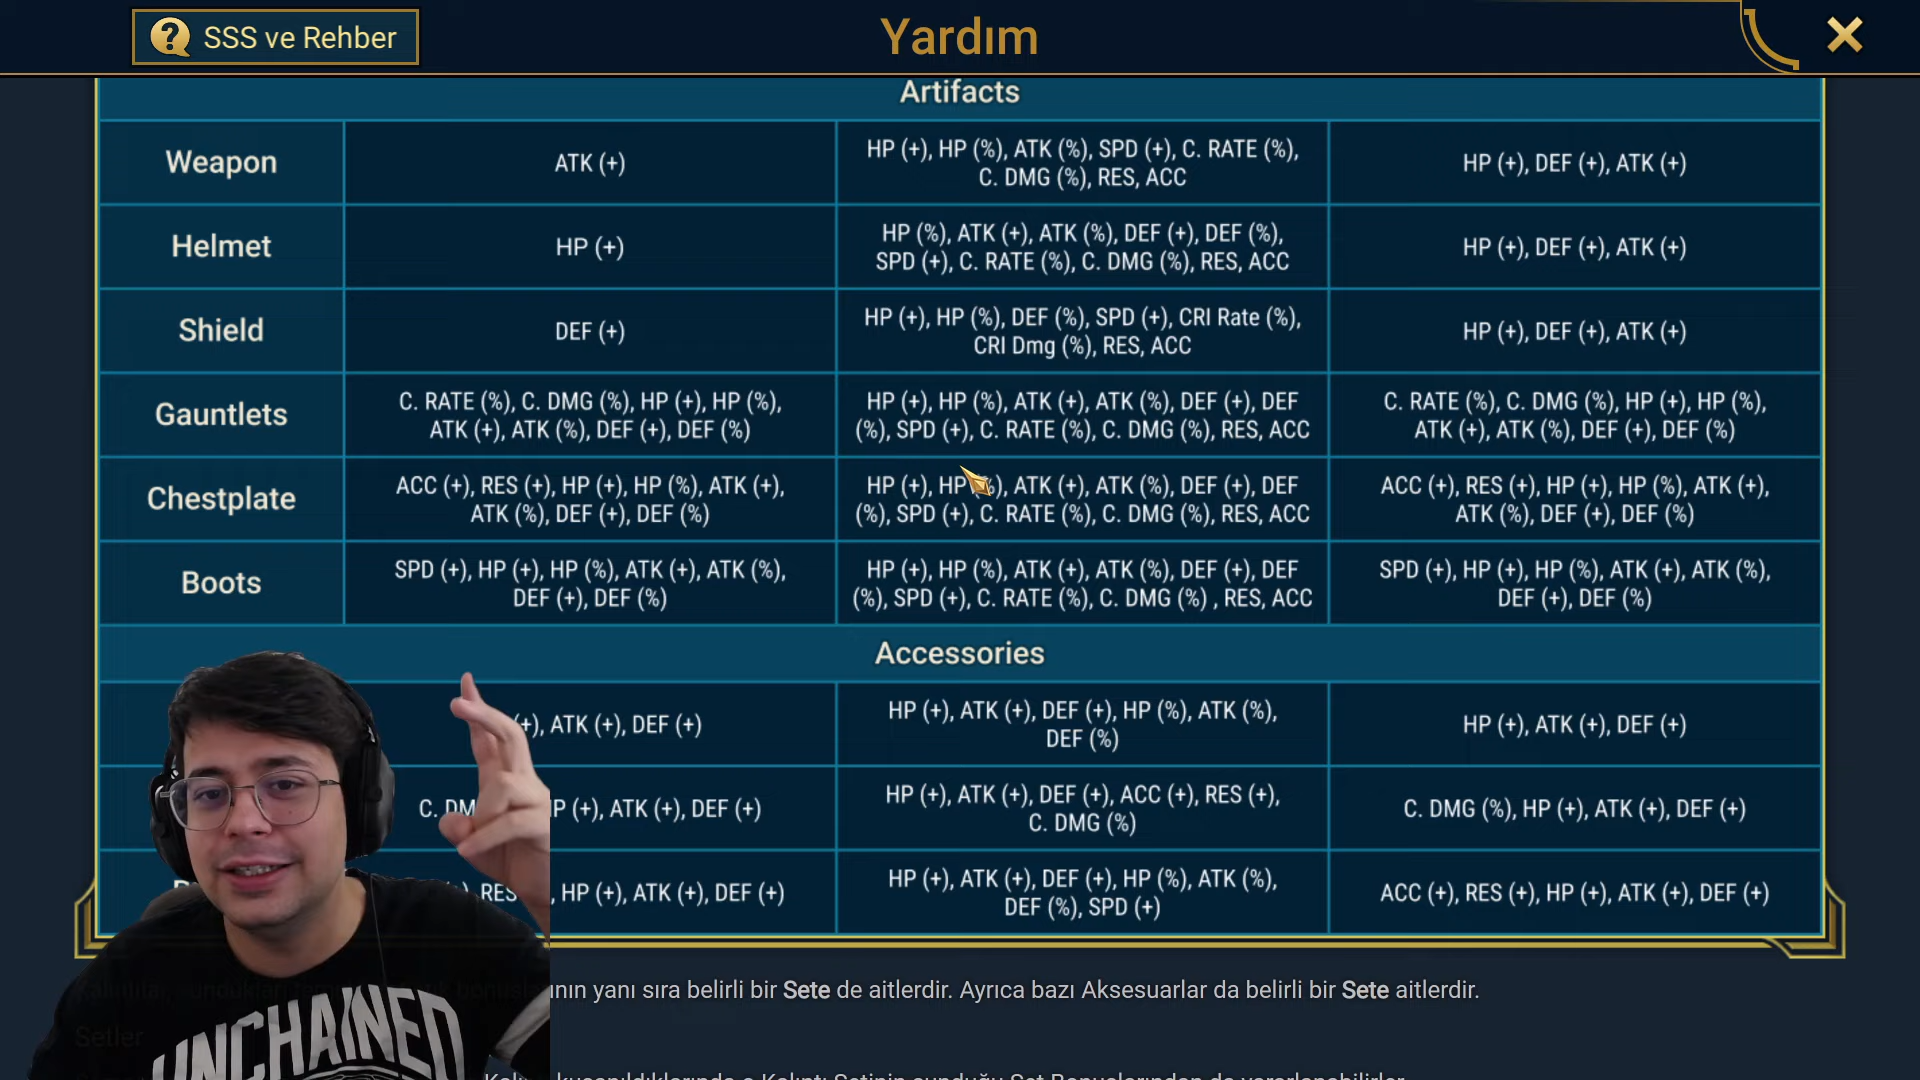 SSS ve Rehber
Yardım
Artifacts
Weapon
ATK (+)
HP (+), HP (%), ATK (%), SPD (+), C. RATE (%),
C. DMG (%), RES, ACC
HP (+), DEF (+), ATK (+)
Helmet
HP (+)
HP (%), ATK (+), ATK (%), DEF (+), DEF (%),
SPD (+), C. RATE (%), C. DMG (%), RES, ACC
HP (+), DEF (+), ATK (+)
Shield
DEF (+)
HP (+), HP (%), DEF (%), SPD (+), CRI Rate (%),
CRI Dmg (%), RES, ACC
HP (+), DEF (+), ATK (+)
Gauntlets
C. RATE (%), C. DMG (%), HP (+), HP (%),
ATK (+), ATK (%), DEF (+), DEF (%)
HP (+), HP (%), ATK (+), ATK (%), DEF (+), DEF
(%), SPD (+), C. RATE (%), C. DMG (%), RES, ACC
C. RATE (%), C. DMG (%), HP (+), HP (%),
ATK (+), ATK (%), DEF (+), DEF (%)
Chestplate
ACC (+), RES (+), HP (+), HP (%), ATK (+),
ATK (%), DEF (+), DEF (%)
HP (+), HP (%), ATK (+), ATK (%), DEF (+), DEF
(%), SPD (+), C. RATE (%), C. DMG (%), RES, ACC
ACC (+), RES (+), HP (+), HP (%), ATK (+),
ATK (%), DEF (+), DEF (%)
Boots
SPD (+), HP (+), HP (%), ATK (+), ATK (%),
DEF (+), DEF (%)
HP (+), HP (%), ATK (+), ATK (%), DEF (+), DEF
(%), SPD (+), C. RATE (%), C. DMG (%) , RES, ACC
SPD (+), HP (+), HP (%), ATK (+), ATK (%),
DEF (+), DEF (%)
Accessories
(+), ATK (+), DEF (+)
HP (+), ATK (+), DEF (+), HP (%), ATK (%),
DEF (%)
HP (+), ATK (+), DEF (+)
C. DM (+), ATK (+), DEF (+)
HP (+), ATK (+), DEF (+), ACC (+), RES (+),
C. DMG (%)
C. DMG (%), HP (+), ATK (+), DEF (+)
RES , HP (+), ATK (+), DEF (+)
HP (+), ATK (+), DEF (+), HP (%), ATK (%),
DEF (%), SPD (+)
ACC (+), RES (+), HP (+), ATK (+), DEF (+)
yanı sıra belirli bir Sete de aitlerdir. Ayrıca bazı Aksesuarlar da belirli bir Sete aitlerdir.
Setler
UNCHAINED